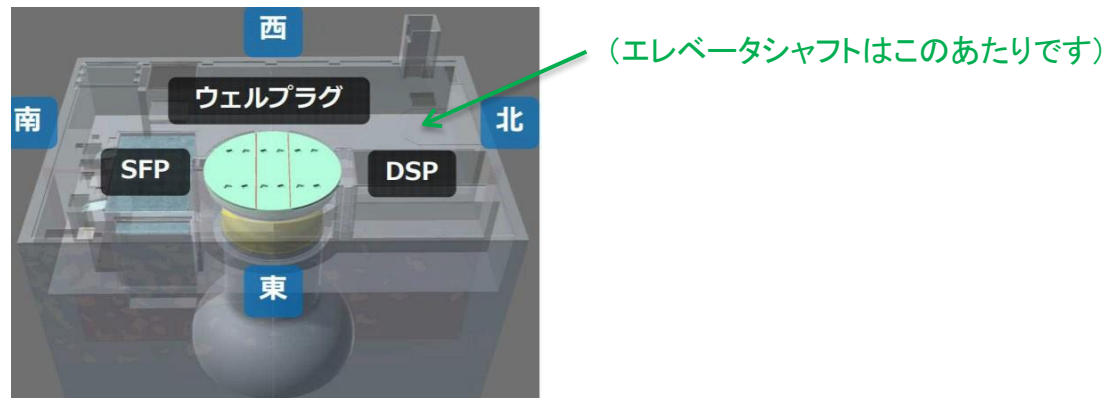 西
(エレベータシャフトはこのあたりです)
ウェルプラグ
南
北
SFP
DSP
東